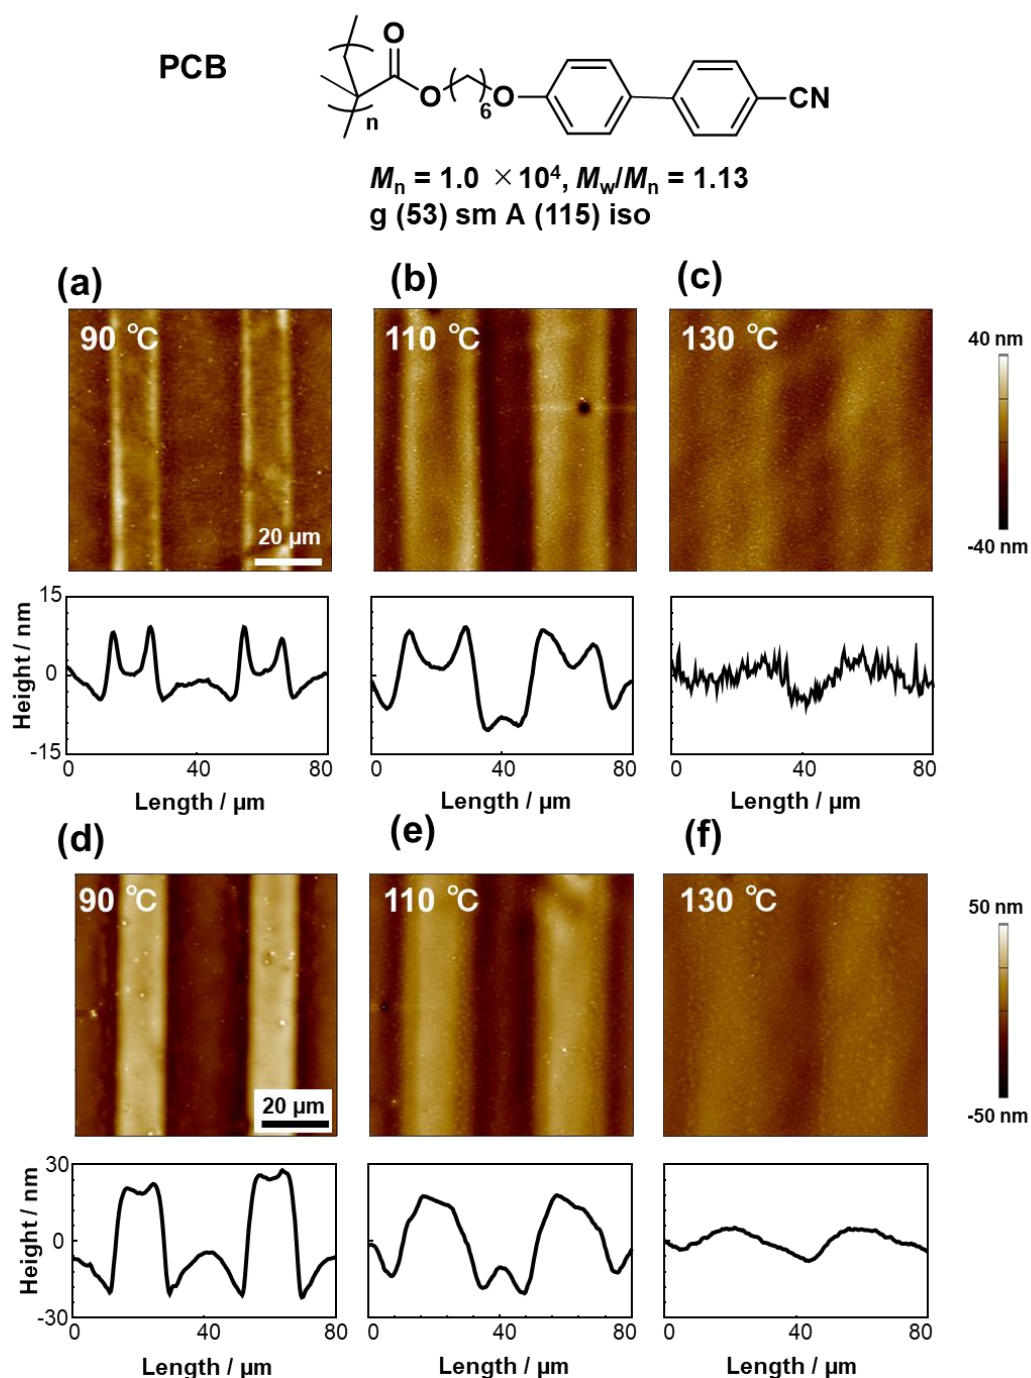 PCB
O
O
O
6
n
CN
Mn = 1.0 ×10⁴, Mw/Mn = 1.13
g (53) sm A (115) iso
(a)
(b)
(c)
90 ℃
110 ℃
130 ℃
40 nm
-40 nm
20 μm
Height / nm
15
0
-15
0 40 80
0 40 80
0 40 80
Length / μm
Length / μm
Length / μm
(d)
(e)
(f)
90 ℃
110 ℃
130 ℃
50 nm
-50 nm
20 μm
Height / nm
30
0
-30
0 40 80
0 40 80
0 40 80
Length / μm
Length / μm
Length / μm